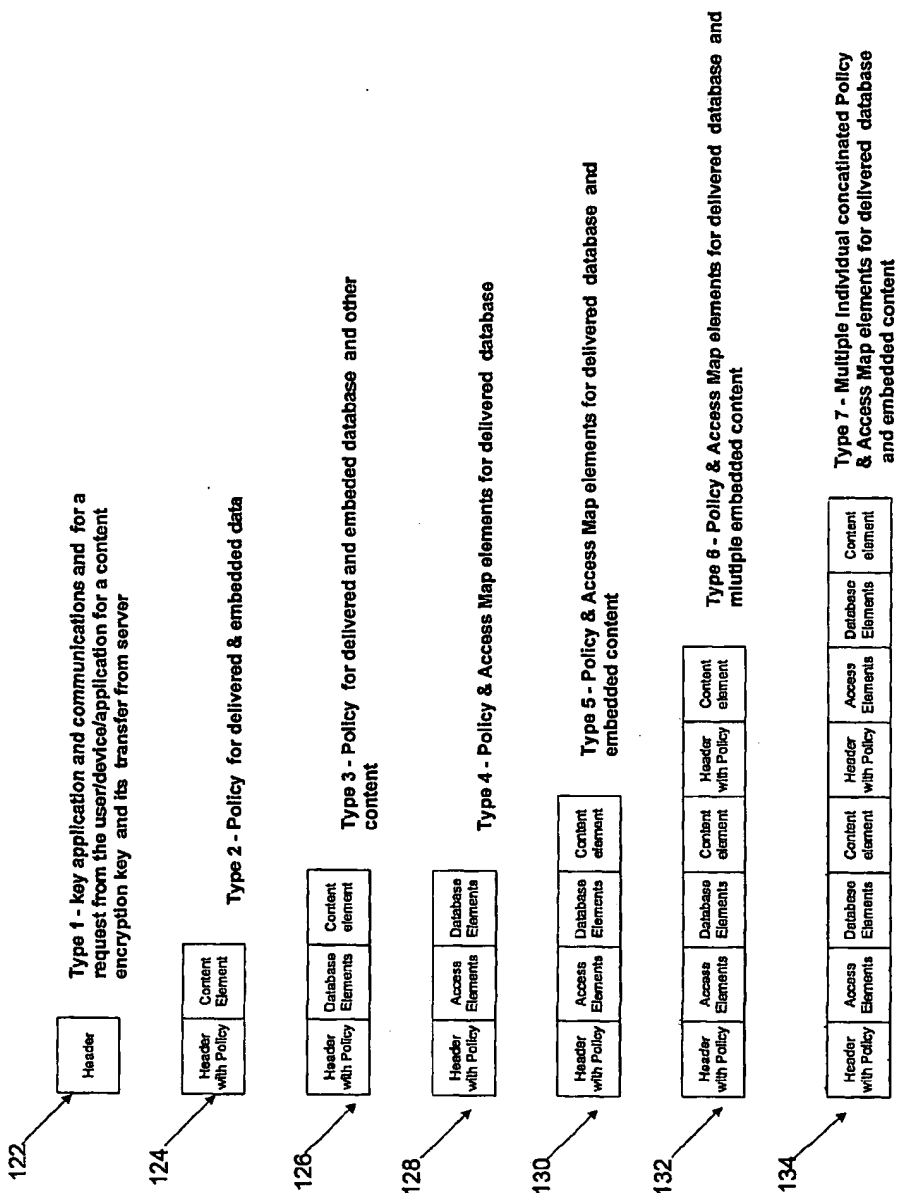 122
Header
Type 1 - key application and communications and for a
request from the user/device/application for a content
encryption key and its transfer from server
124
Header
with Policy
Content
Element
Type 2 - Policy for delivered & embedded data
126
Header
with Policy
Database
Elements
Content
element
Type 3 - Policy for delivered and embeded database and other
content
128
Header
with Policy
Access
Elements
Database
Elements
Type 4 - Policy & Access Map elements for delivered database
130
Header
with Policy
Access
Elements
Database
Elements
Content
element
Type 5 - Policy & Access Map elements for delivered database and
embedded content
132
Header
with Policy
Access
Elements
Database
Elements
Content
element
Header
with Policy
Content
element
Type 6 - Policy & Access Map elements for delivered database and
mlutiple embedded content
134
Header
with Policy
Access
Elements
Database
Elements
Content
element
Header
with Policy
Access
Elements
Database
Elements
Content
element
Type 7 - Multiple Individual concatinated Policy
& Access Map elements for delivered database
and embedded content